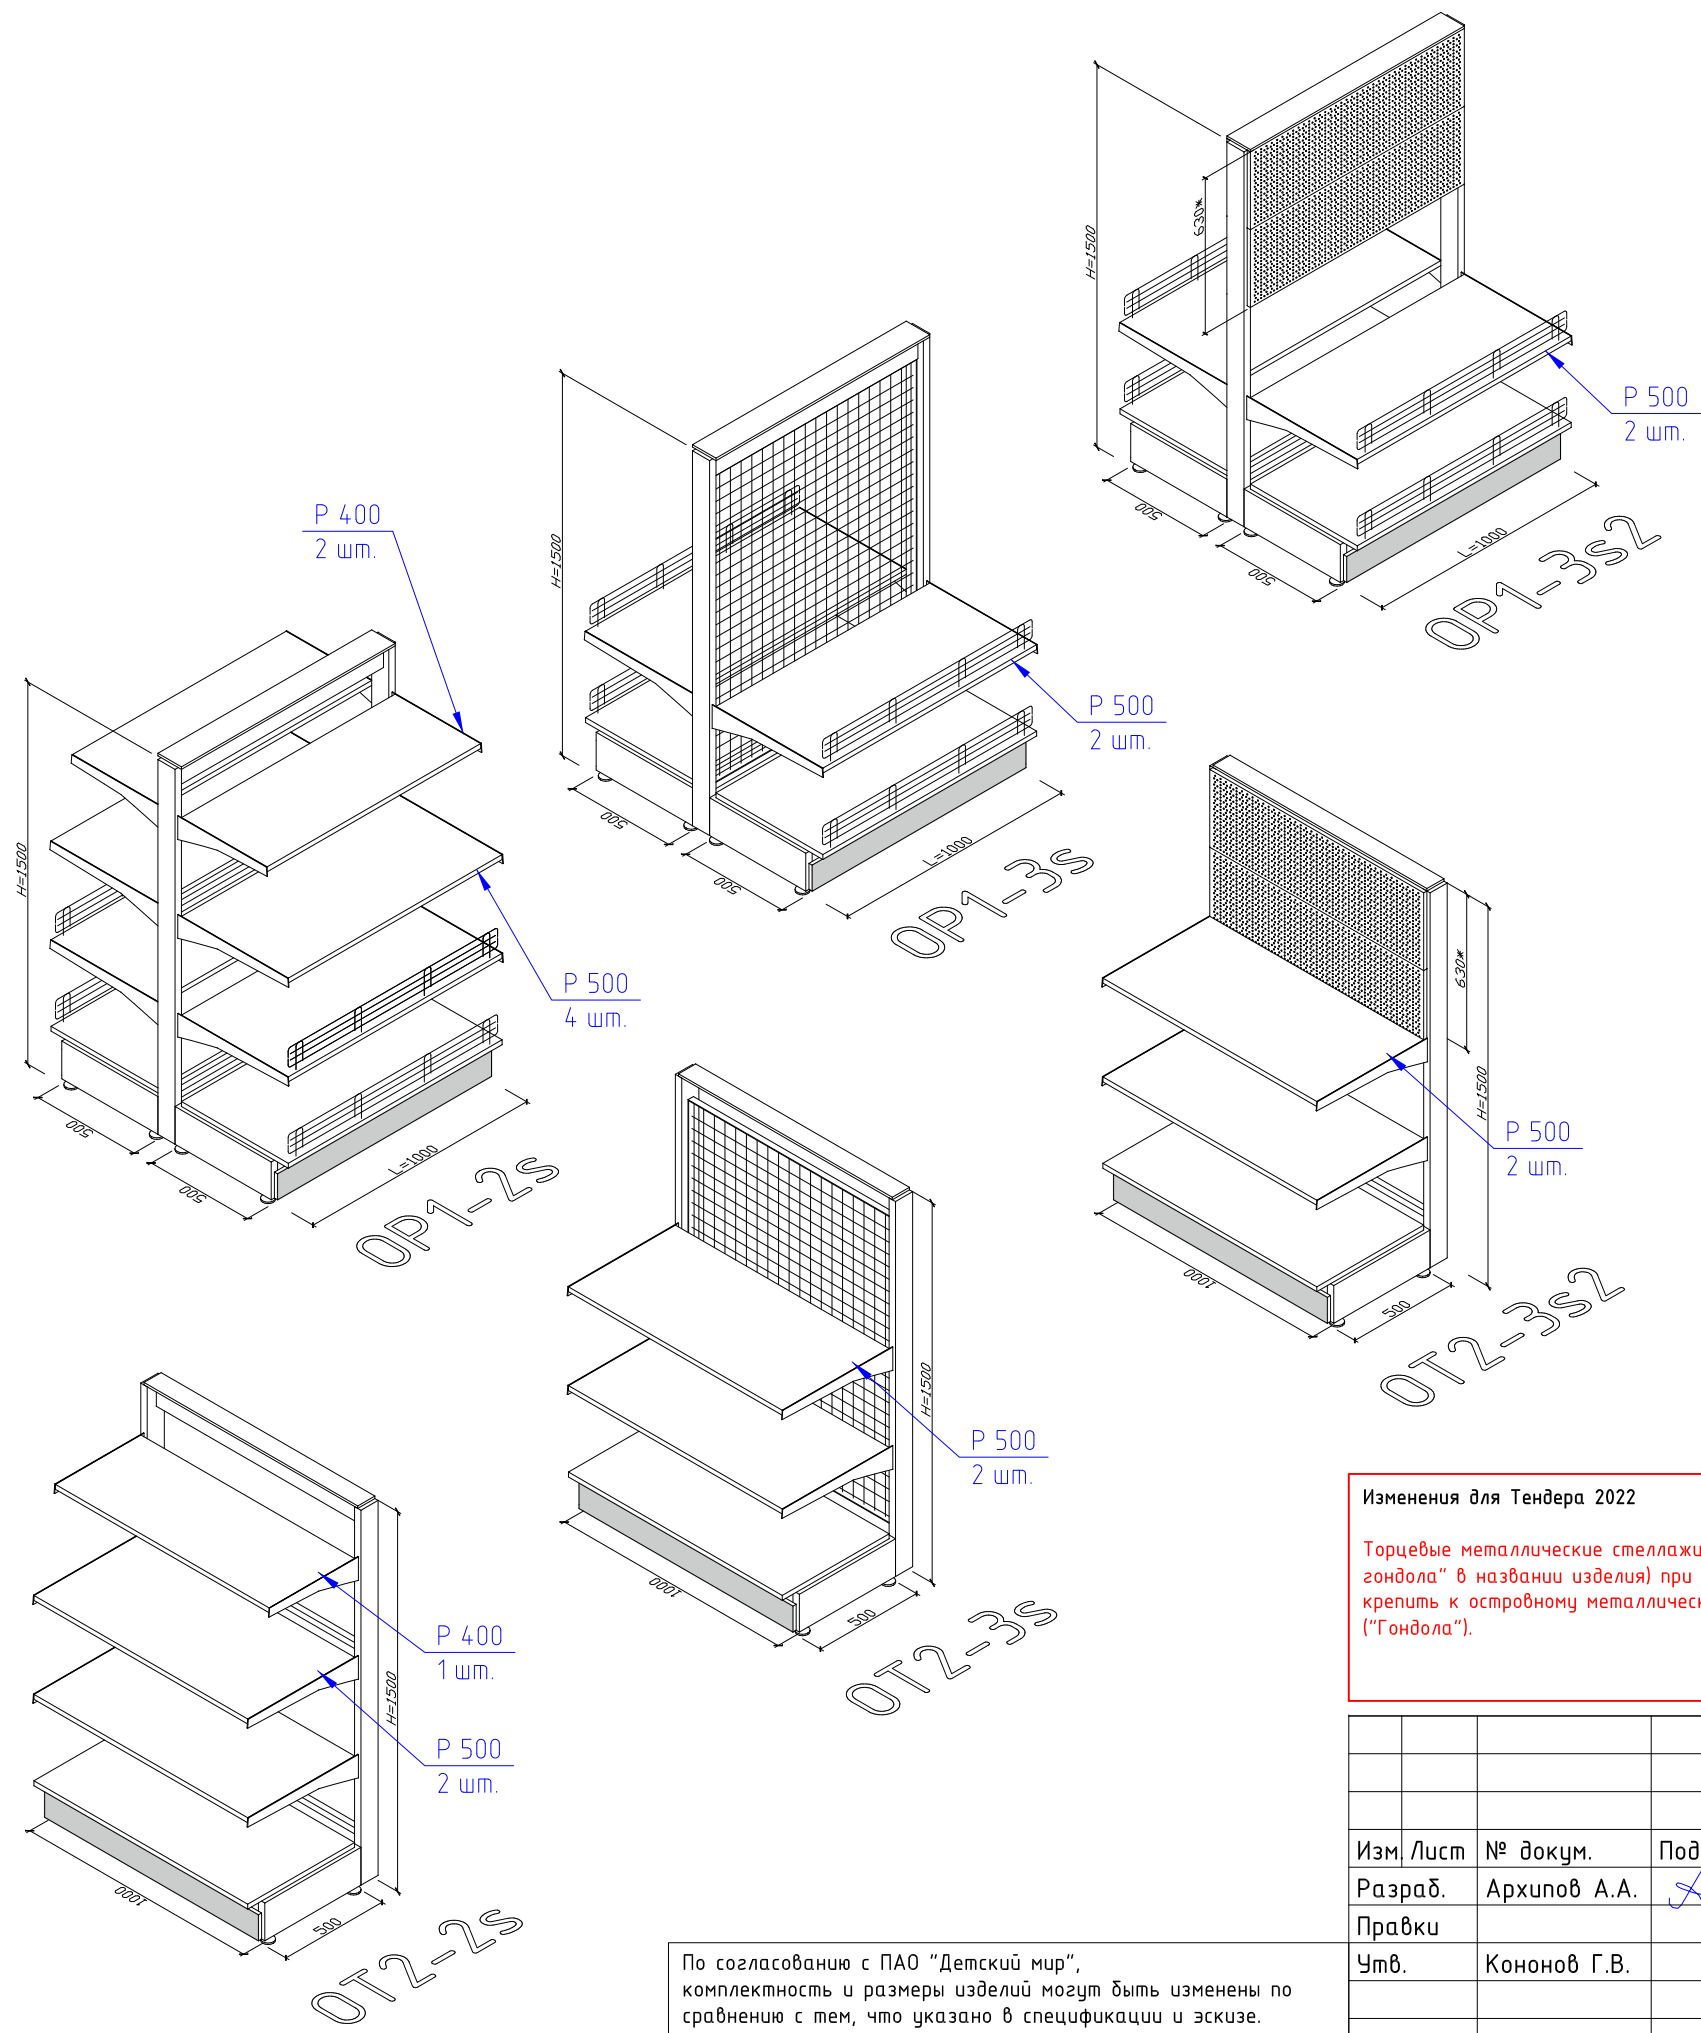 H=1500
630*
P 500
2 шт.
500
500
L=1000
OP1-3s2
H=1500
P 500
2 шт.
500
500
L=1000
OP1-3s
P 400
2 шт.
H=1500
P 500
4 шт.
500
500
L=1000
OP1-2s
630*
H=1500
P 500
2 шт.
1000
500
OT2-3s2
H=1500
P 500
2 шт.
1000
500
OT2-3s
P 400
1 шт.
H=1500
P 500
2 шт.
1000
500
OT2-2s
Изменения для Тендера 2022
Торцевые металлические стеллажи
гондола" в названии изделия) при
крепить к островному металличес
("Гондола").
Изм. Лист № докум. Под
Разраб. Архипов А.А.
Правки
Утв. Кононов Г.В.
По согласованию с ПАО "Детский мир",
комплектность и размеры изделий могут быть изменены по
сравнению с тем, что указано в спецификации и эскизе.